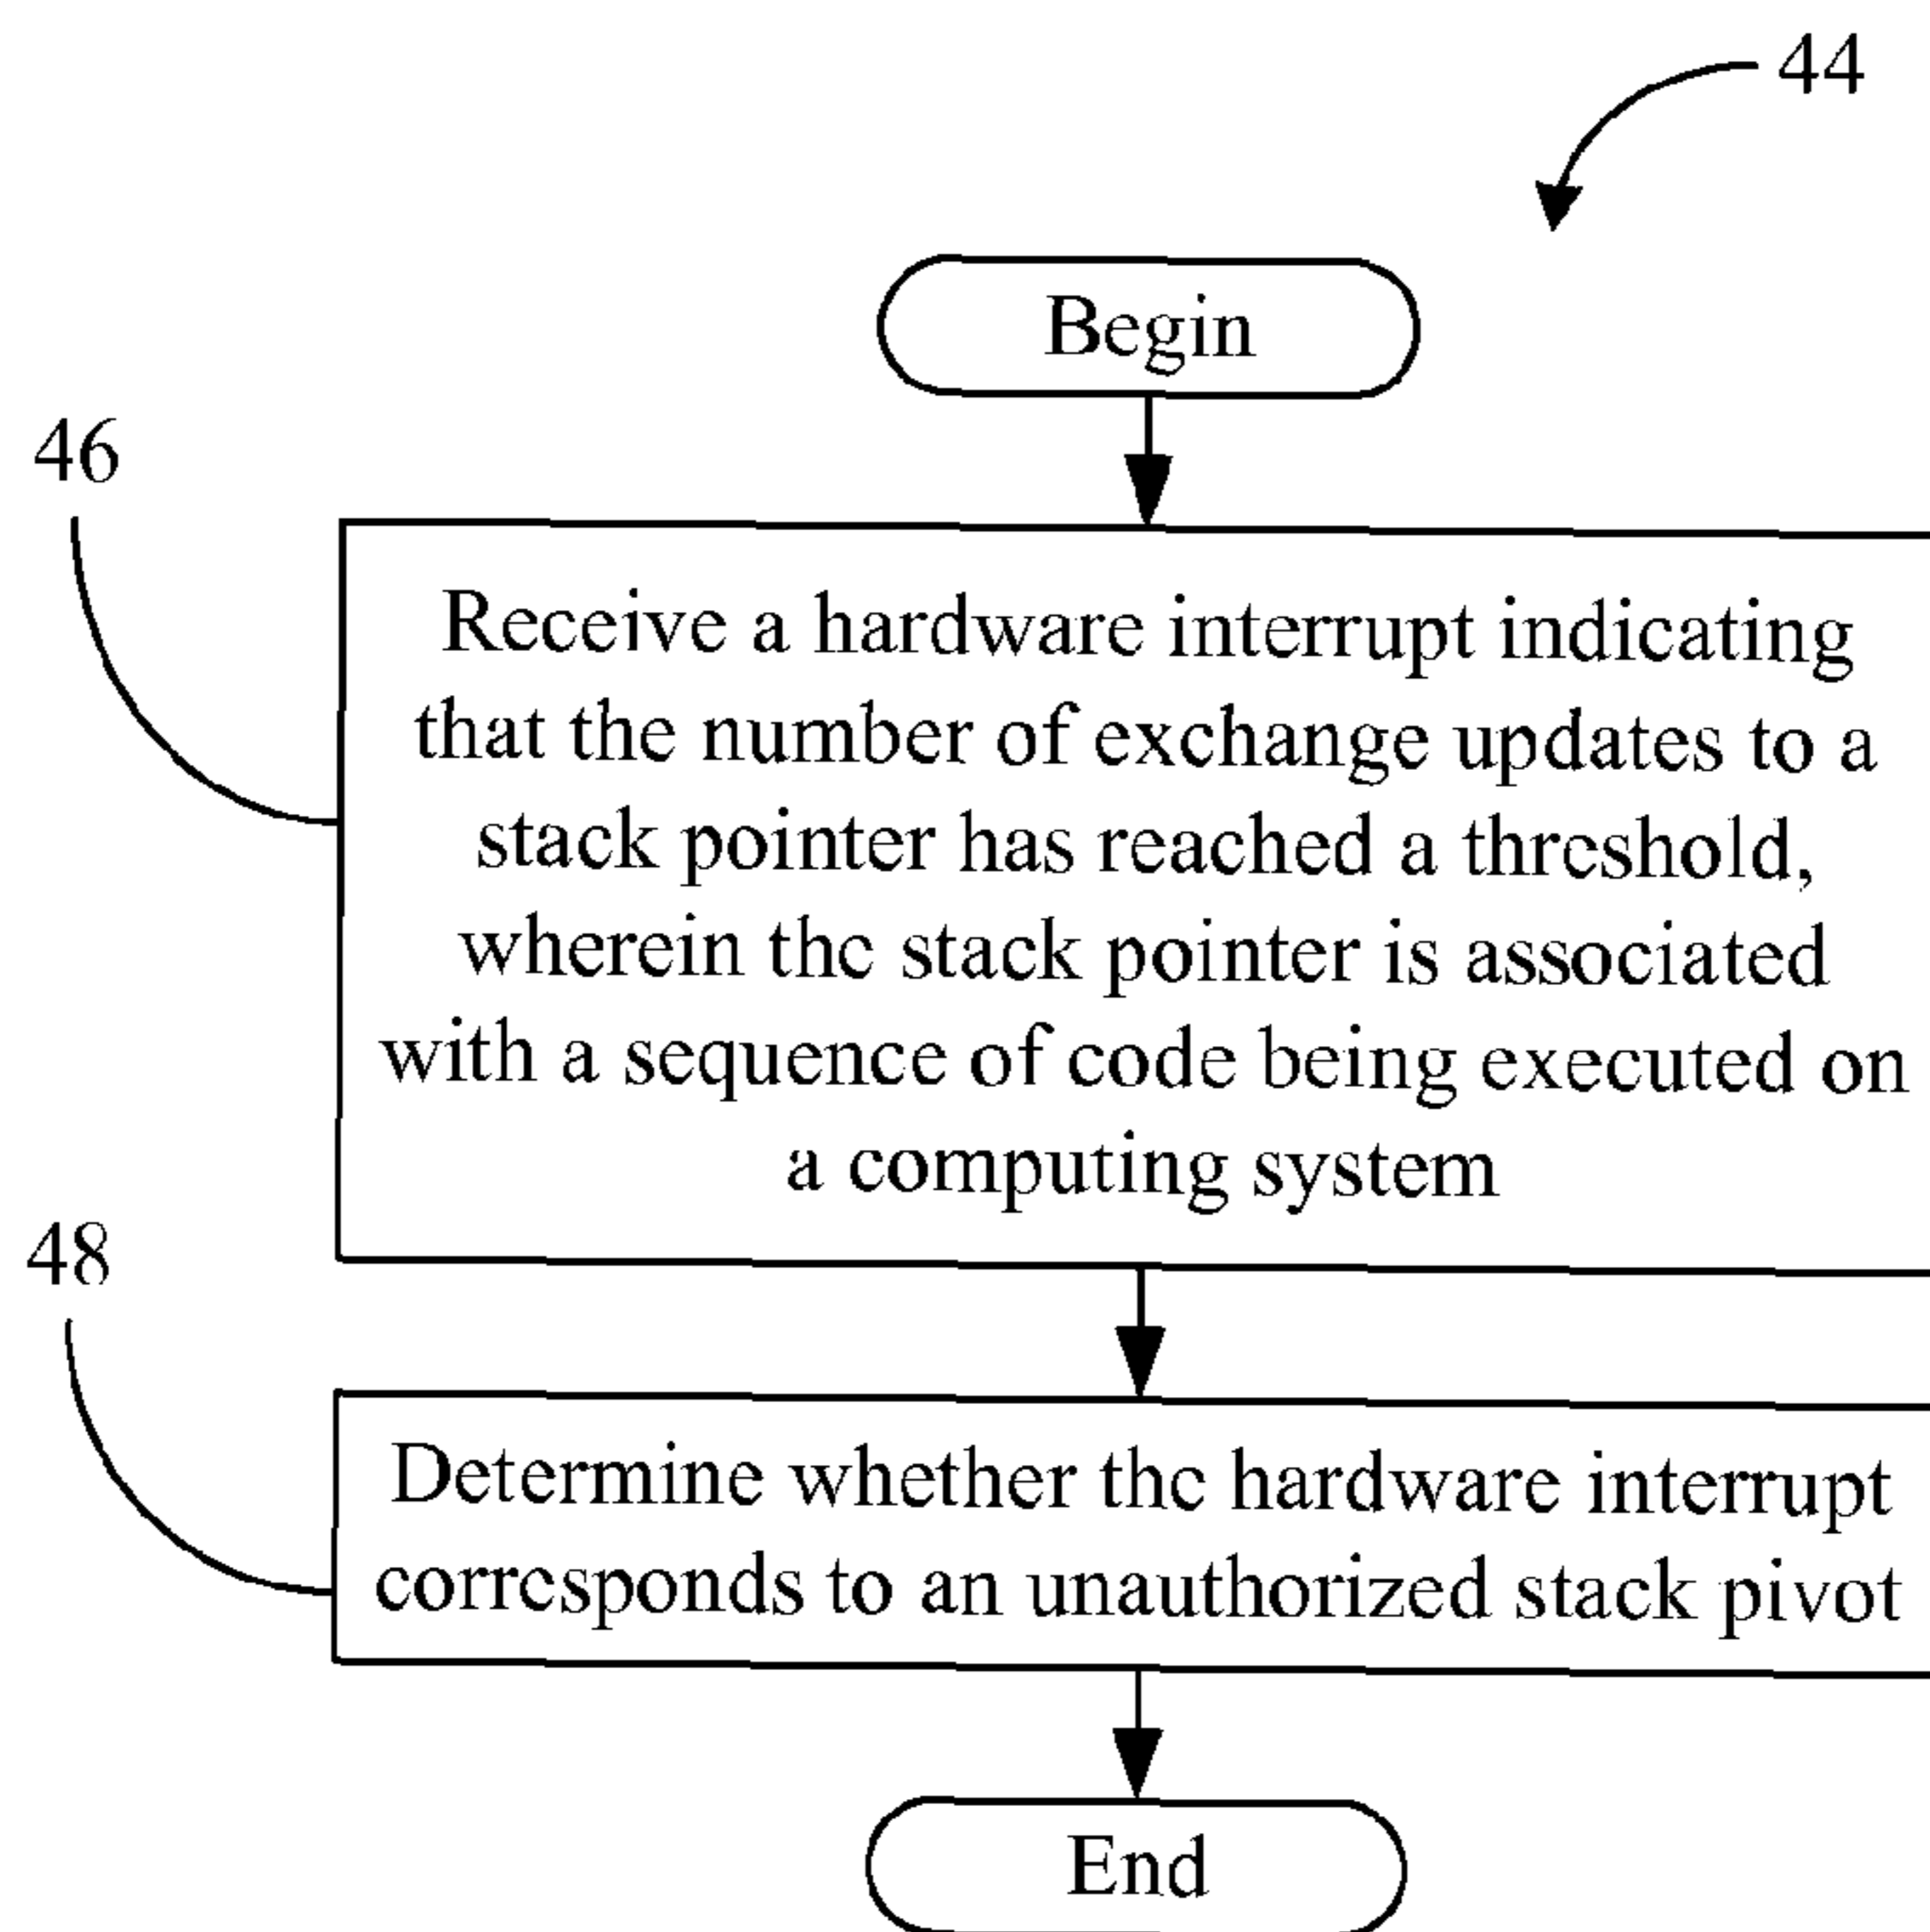 44
Begin
46
Receive a hardware interrupt indicating
that the number of exchange updates to a
stack pointer has reached a threshold,
wherein the stack pointer is associated
with a sequence of code being executed on
a computing system
48
Determine whether the hardware interrupt
corresponds to an unauthorized stack pivot
End